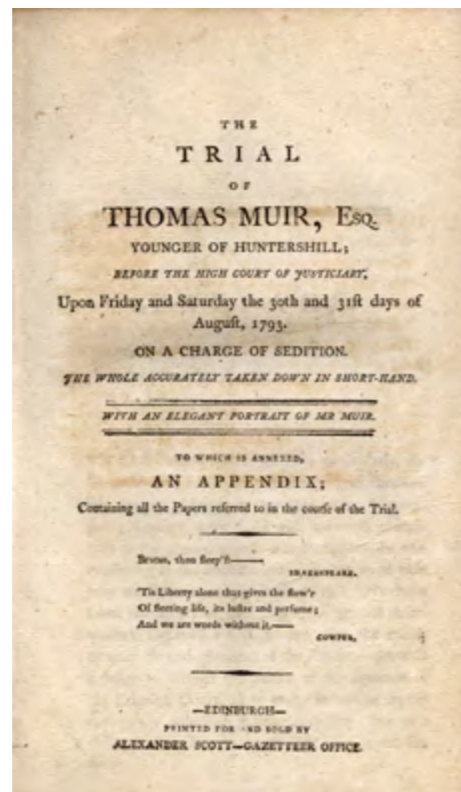 THE
TRIAL
OF
THOMAS MUIR, ESQ.
YOUNGER OF HUNTERSHILL;
BEFORE THE HIGH COURT OF JUSTICIARY,
Upon Friday and Saturday the 30th and 31ſt days of
Auguſt, 1793.
ON A CHARGE OF SEDITION.
THE WHOLE ACCURATELY TAKEN DOWN IN SHORT-HAND.
WITH AN ELEGANT PORTRAIT OF MR MUIR.
TO WHICH IS ANNEXED,
AN APPENDIX;
Containing all the Papers referred to in the courſe of the Trial.
Brutus, thou ſleep'ſt——
SHAKESPEARE.
'Tis Liberty alone that gives the flow'r
Of fleeting life, its luſtre and perfume;
And we are weeds without it.——
COWPER.
—EDINBURGH—
PRINTED FOR AND SOLD BY
ALEXANDER SCOTT—GAZETTEER OFFICE.